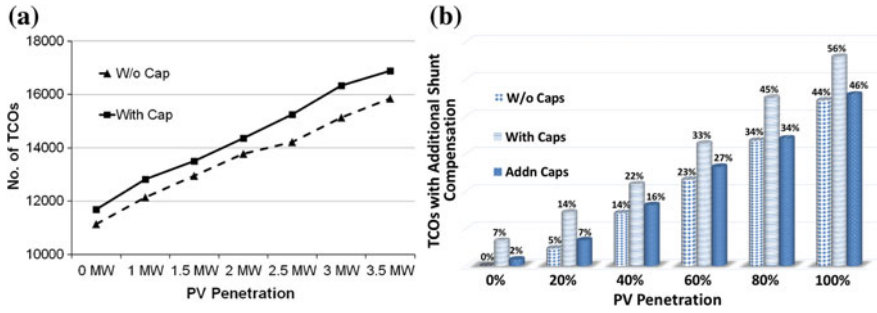 (a)
18000
16000
14000
12000
10000
No. of TCOs
W/o Cap
With Cap
0 MW
1 MW
1.5 MW
2 MW
2.5 MW
3 MW
3.5 MW
PV Penetration
(b)
TCOs with Additional Shunt
Compensation
W/o Caps
With Caps
Addn Caps
0%
7%
2%
5%
14%
7%
14%
22%
16%
23%
33%
27%
34%
45%
34%
44%
56%
46%
0%
20%
40%
60%
80%
100%
PV Penetration